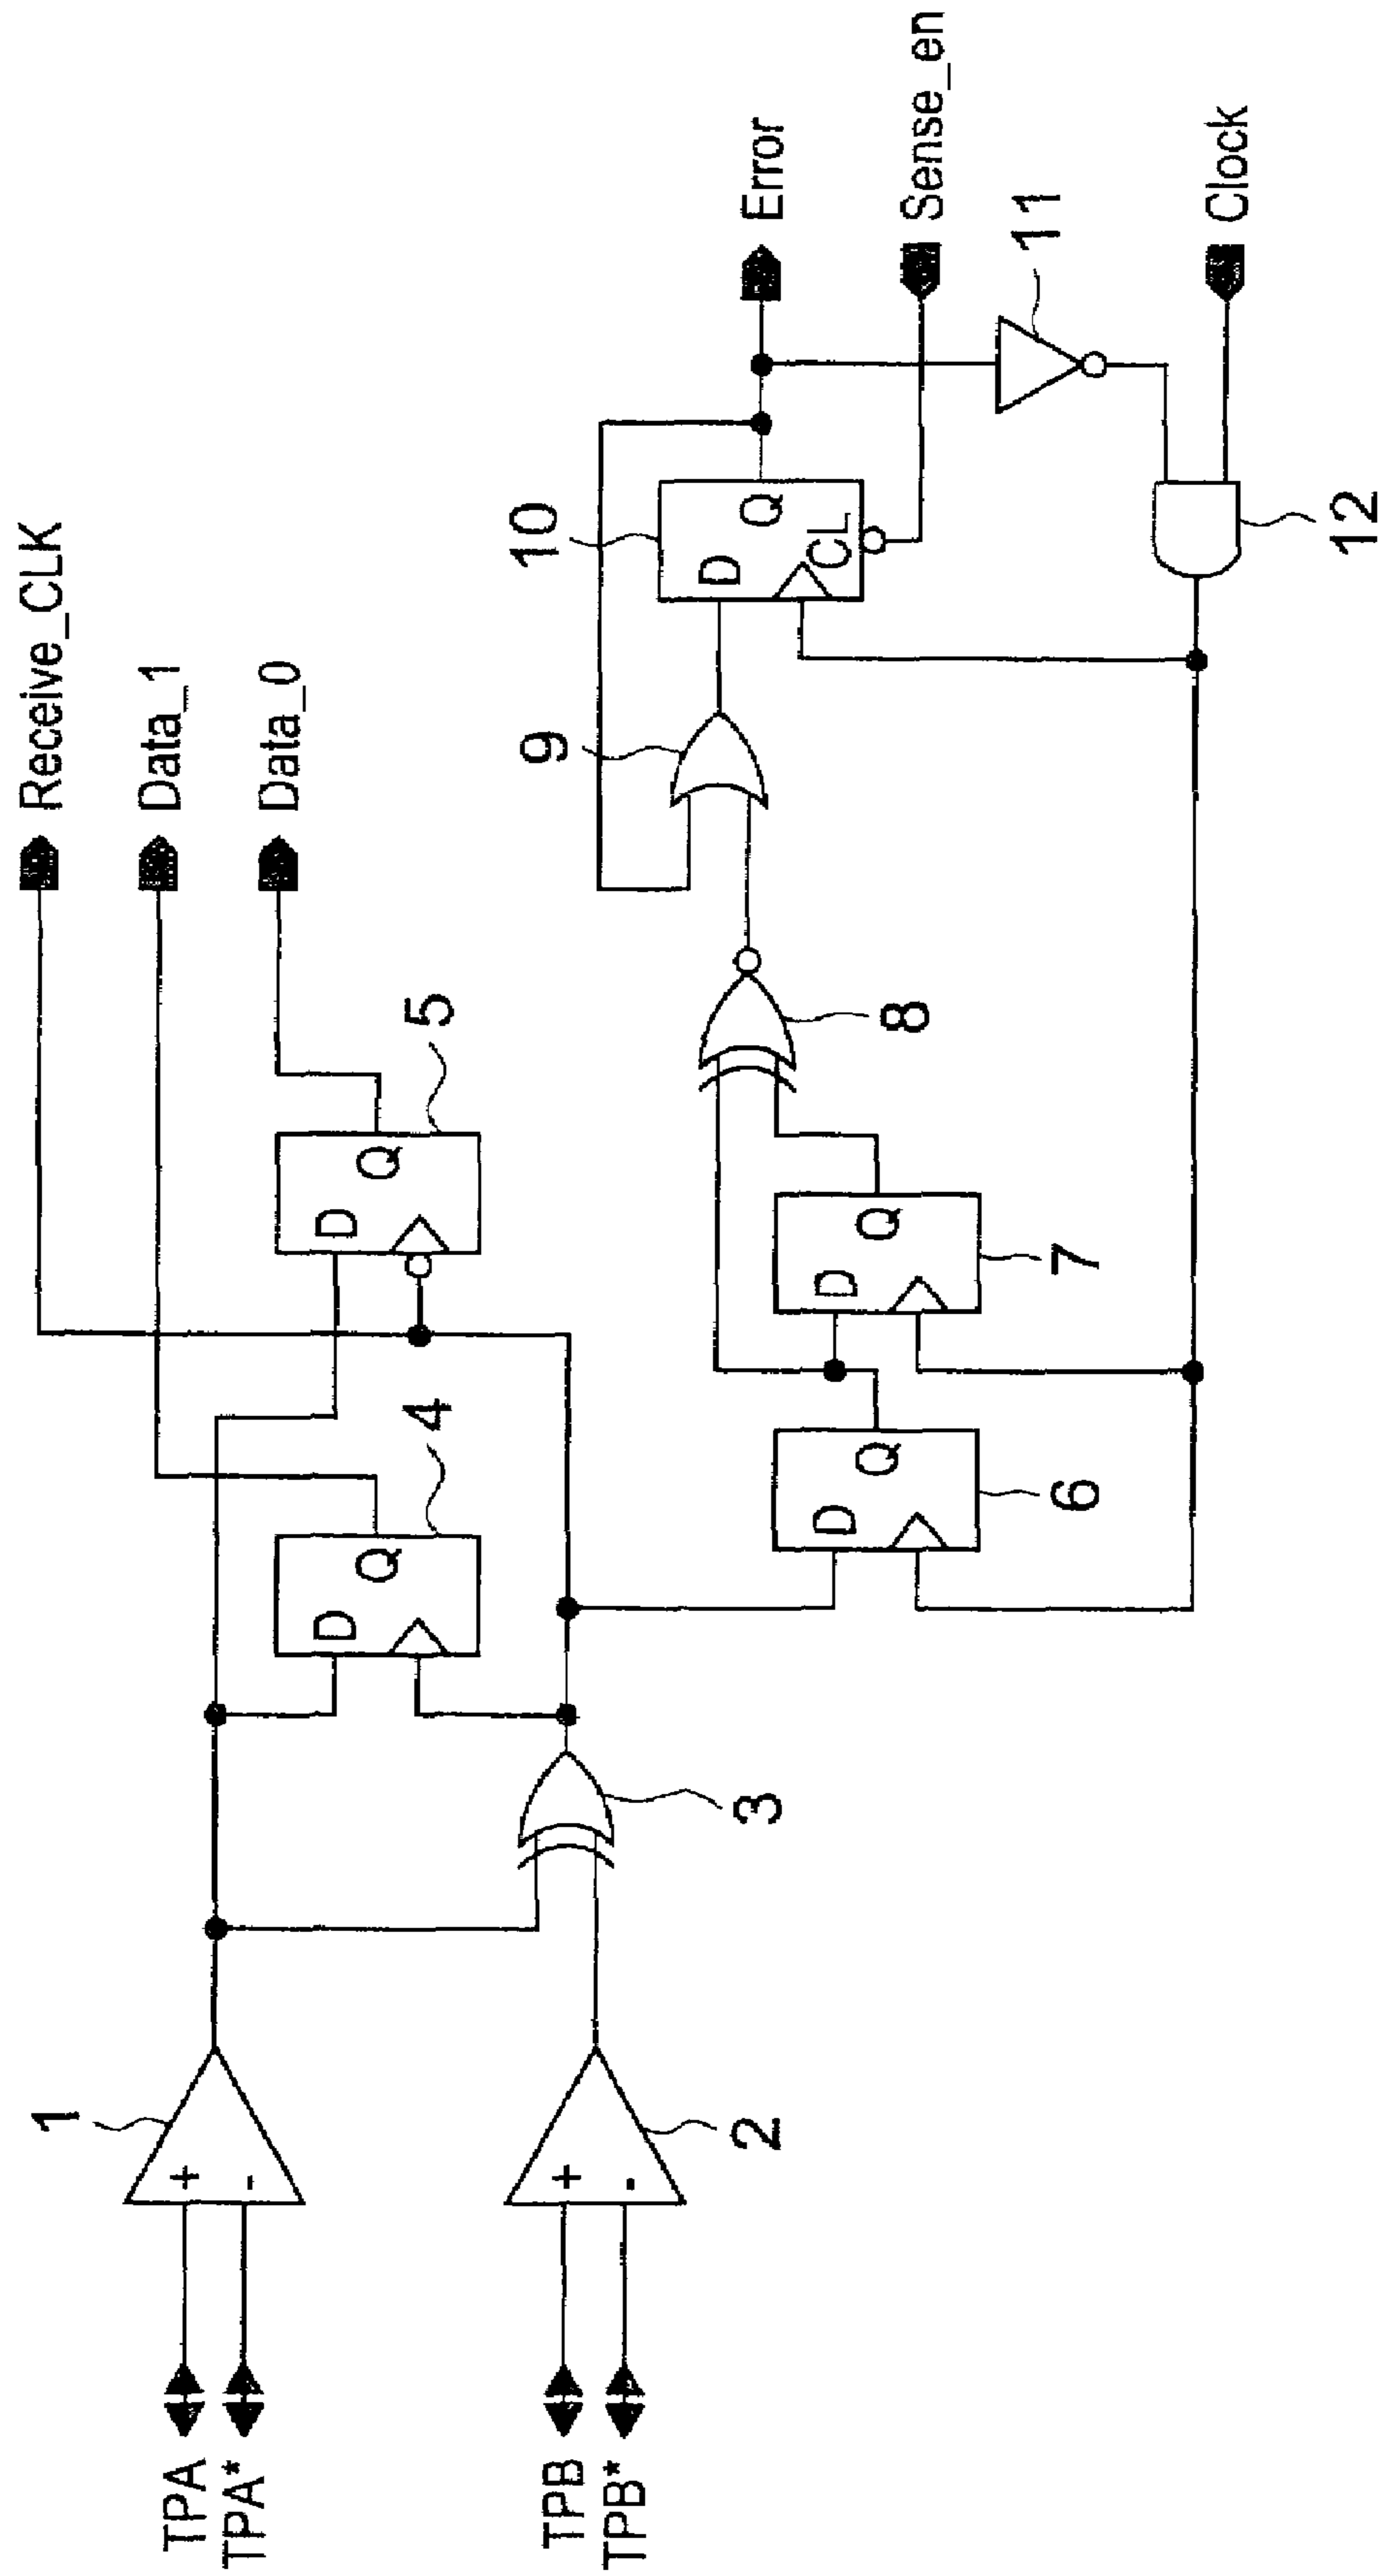 Receive_CLK
Data_1
Data_0
Error
Sense_en
Clock
TPA
TPA*
TPB
TPB*
1
+
-
2
+
-
3
4
D
Q
5
D
Q
6
D
Q
7
D
Q
8
9
10
D
Q
CL
11
12